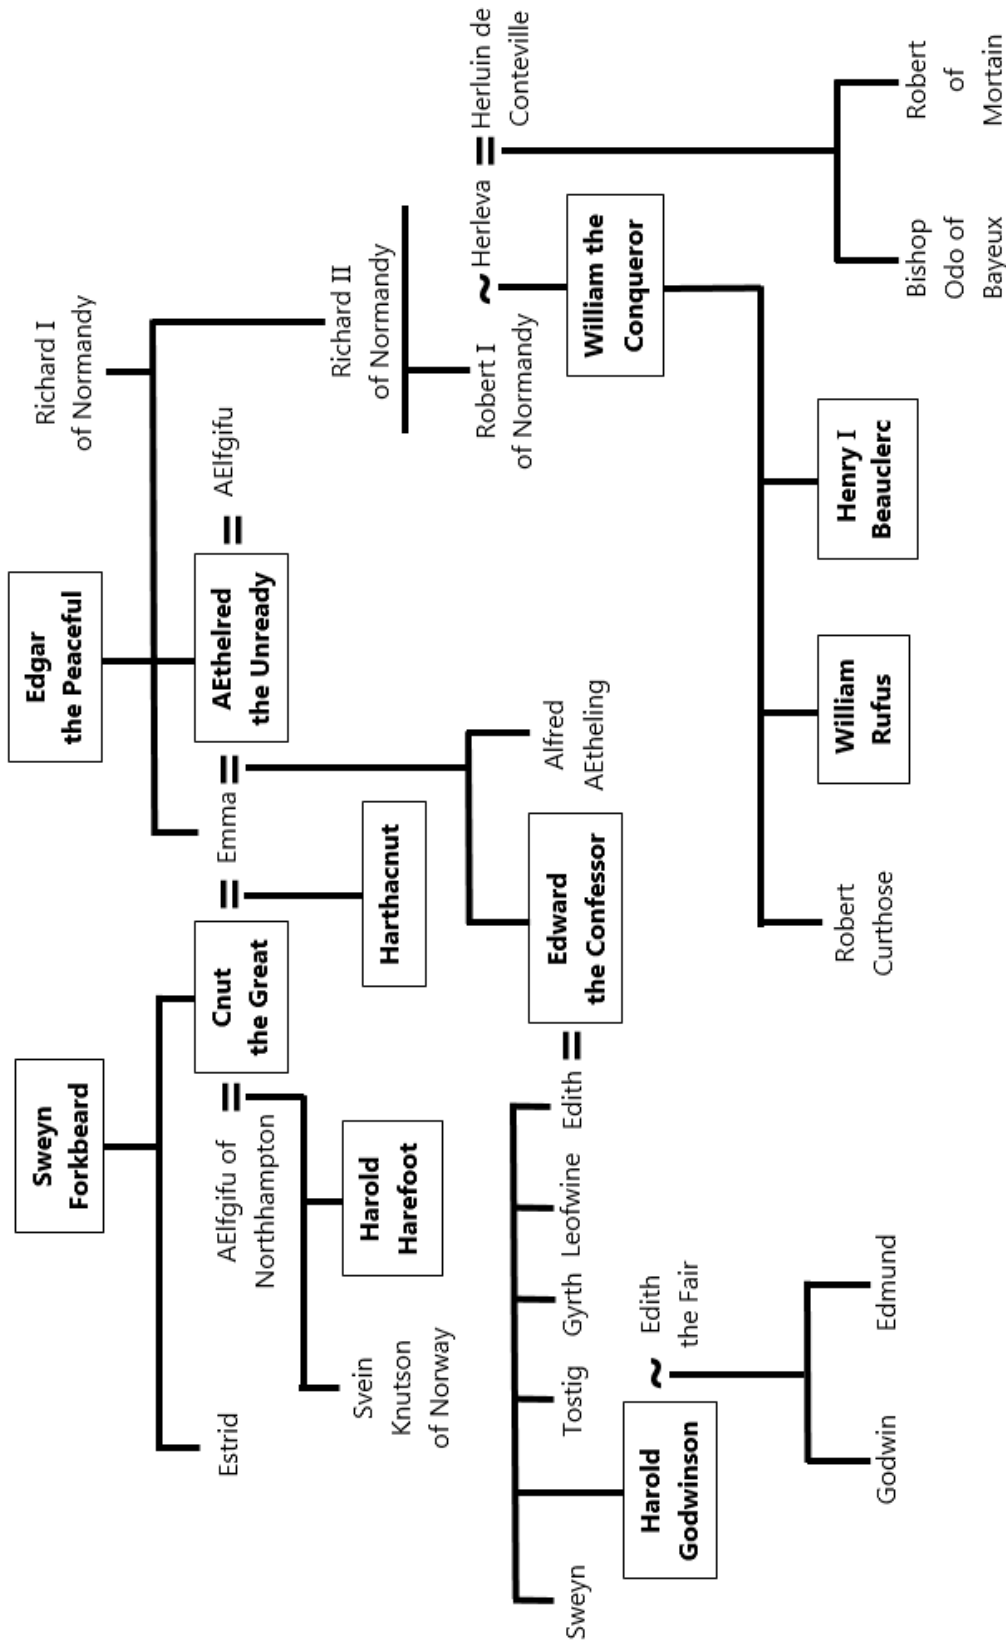 Sweyn
Forkbeard
Edgar
the Peaceful
Richard I
of Normandy
Estrid
AElfgifu of
Northhampton
=
Cnut
the Great
=
Emma
=
AEthelred
the Unready
=
AElfgifu
Svein
Knutson
of Norway
Harold
Harefoot
Harthacnut
Richard II
of Normandy
Sweyn
Tostig
Gyrth
Leofwine
Edith
=
Edward
the Confessor
Alfred
AEtheling
Robert I
of Normandy
~
Herleva
=
Herluin de
Conteville
Harold
Godwinson
~
Edith
the Fair
William the
Conqueror
Godwin
Edmund
Robert
Curthose
William
Rufus
Henry I
Beauclerc
Bishop
Odo of
Bayeux
Robert
of
Mortain